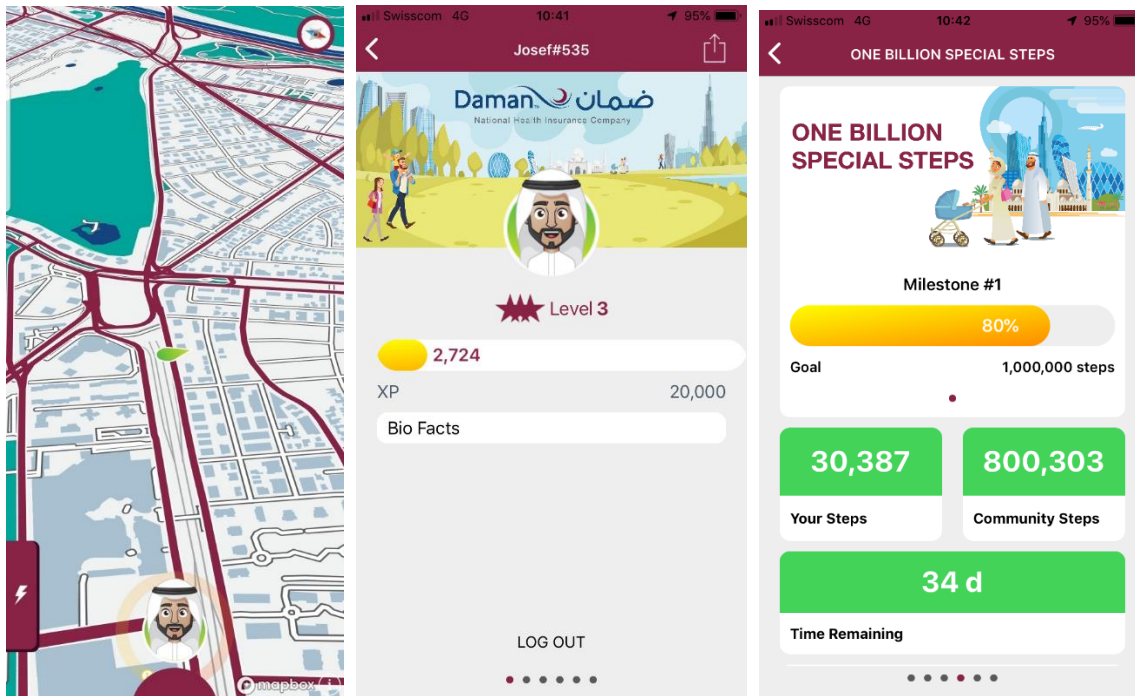 mapbox
Swisscom 4G 10:41 95%
Josef#535
Daman ضمان
National Health Insurance Company
Level 3
2,724
XP 20,000
Bio Facts
LOG OUT
Swisscom 4G 10:42 95%
ONE BILLION SPECIAL STEPS
ONE BILLION
SPECIAL STEPS
Milestone #1
80%
Goal 1,000,000 steps
30,387
Your Steps
800,303
Community Steps
34 d
Time Remaining